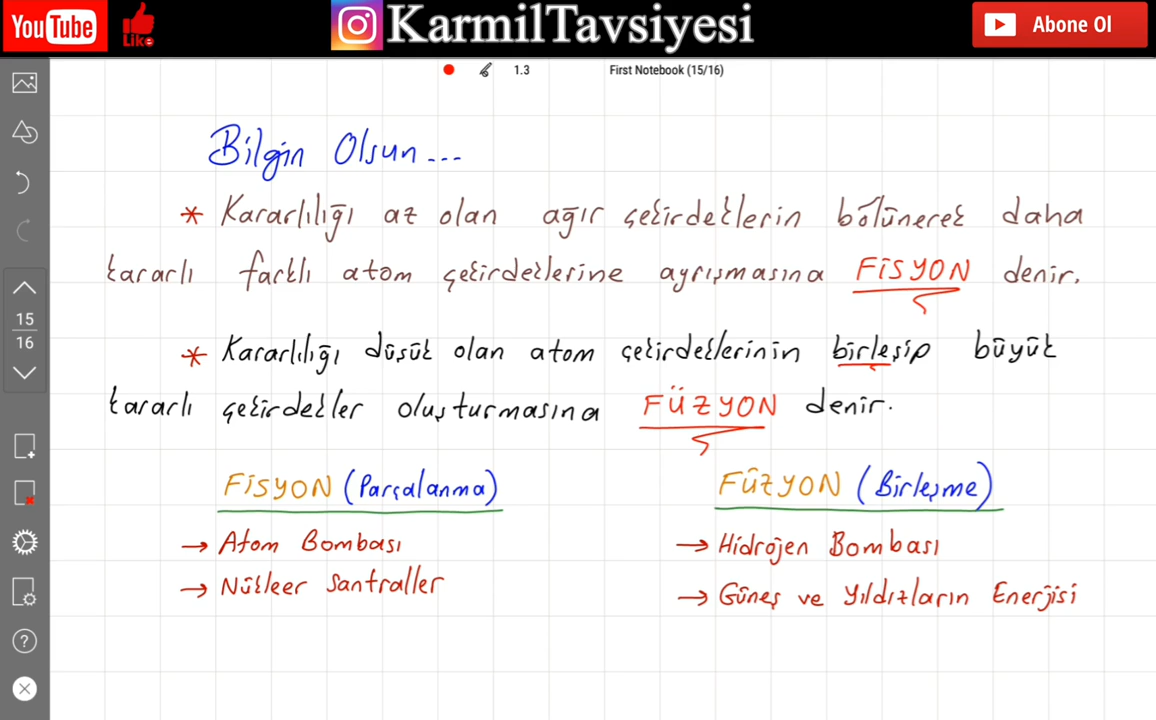 YouTube Like KarmilTavsiyesi Abone Ol
1.3 First Notebook (15/16)
Bilgin Olsun...
* Kararlılığı az olan ağır çekirdeklerin bölünerek daha
kararlı farklı atom çekirdeklerine ayrışmasına FİSYON denir.
15
16
* Kararlılığı düşük olan atom çekirdeklerinin birleşip büyük
kararlı çekirdekler oluşturmasına FÜZYON denir.
FİSYON (Parçalanma) FÜZYON (Birleşme)
→ Atom Bombası → Hidrojen Bombası
→ Nükleer Santraller → Güneş ve Yıldızların Enerjisi